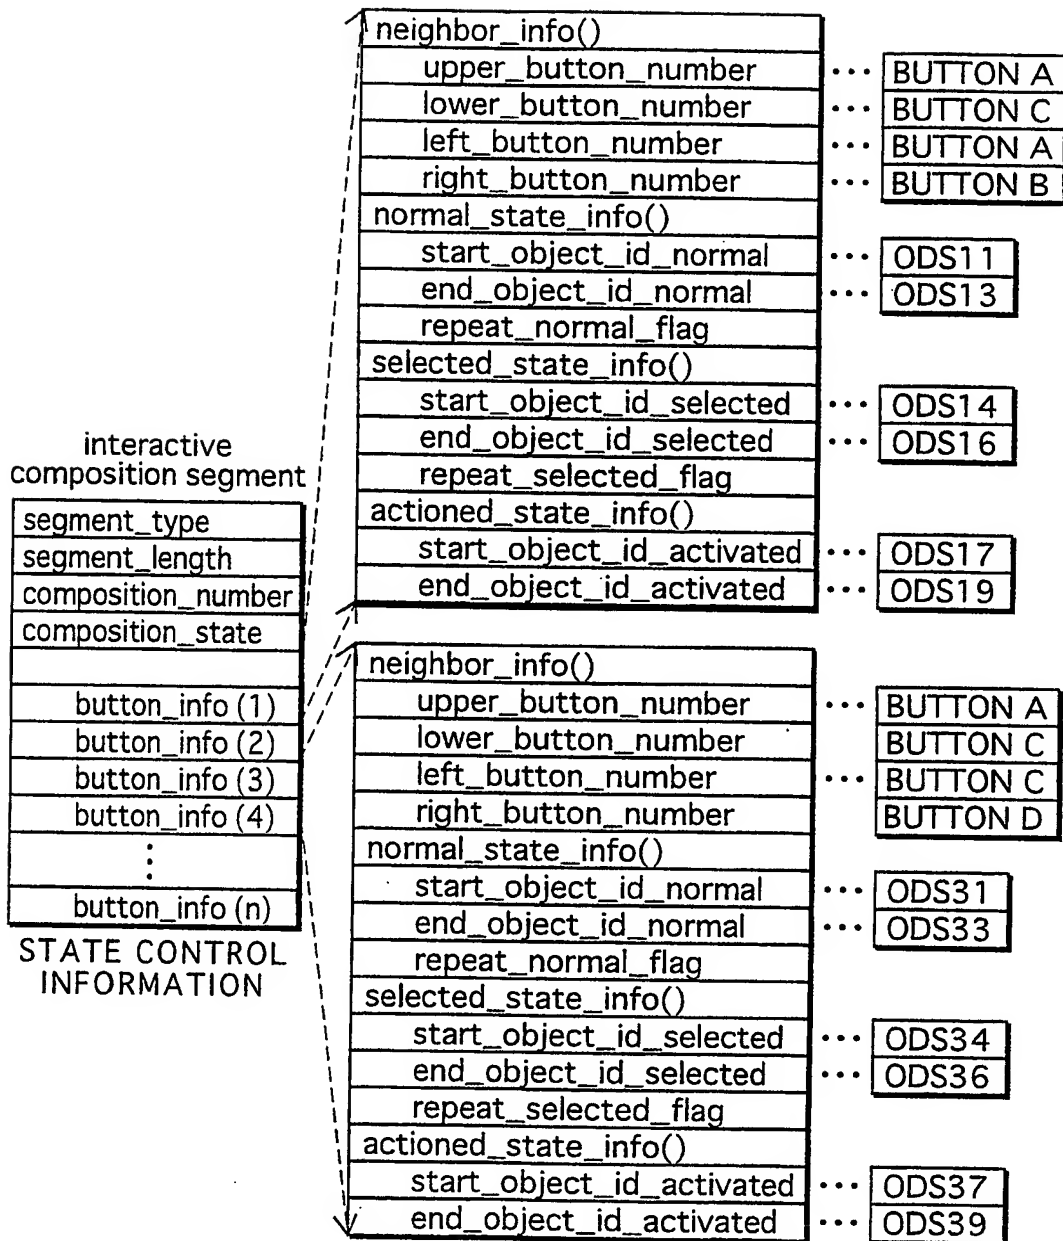 neighbor_info()
upper_button_number ... BUTTON A
lower_button_number ... BUTTON C
left_button_number ... BUTTON A
right_button_number ... BUTTON B
normal_state_info()
start_object_id_normal ... ODS11
end_object_id_normal ... ODS13
repeat_normal_flag
selected_state_info()
start_object_id_selected ... ODS14
end_object_id_selected ... ODS16
repeat_selected_flag
actioned_state_info()
start_object_id_activated ... ODS17
end_object_id_activated ... ODS19
interactive
composition segment
segment_type
segment_length
composition_number
composition_state
button_info (1)
button_info (2)
button_info (3)
button_info (4)
⋮
button_info (n)
STATE CONTROL
INFORMATION
neighbor_info()
upper_button_number ... BUTTON A
lower_button_number BUTTON C
left_button_number ... BUTTON C
right_button_number BUTTON D
normal_state_info()
start_object_id_normal ... ODS31
end_object_id_normal ... ODS33
repeat_normal_flag
selected_state_info()
start_object_id_selected ... ODS34
end_object_id_selected ... ODS36
repeat_selected_flag
actioned_state_info()
start_object_id_activated ... ODS37
end_object_id_activated ... ODS39